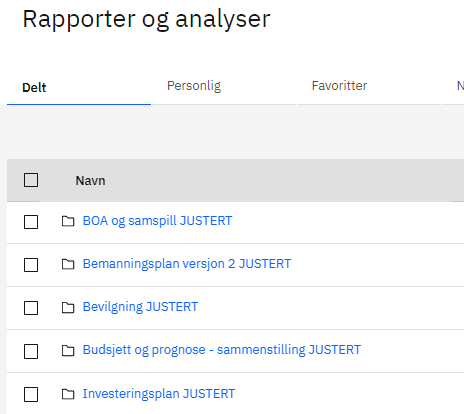 Rapporter og analyser
Delt
Personlig
Favoritter
N
Navn
BOA og samspill JUSTERT
Bemanningsplan versjon 2 JUSTERT
Bevilgning JUSTERT
Budsjett og prognose - sammenstilling JUSTERT
Investeringsplan JUSTERT